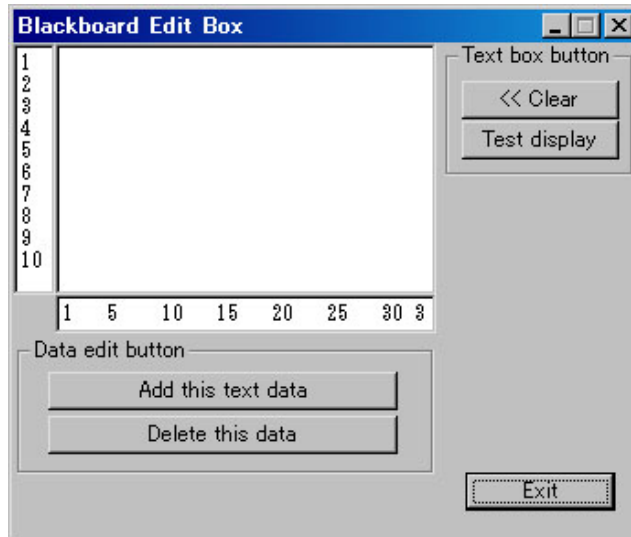 Blackboard Edit Box
1
2
3
4
5
6
7
8
9
10
1 5 10 15 20 25 30 3
Text box button
<< Clear
Test display
Data edit button
Add this text data
Delete this data
Exit